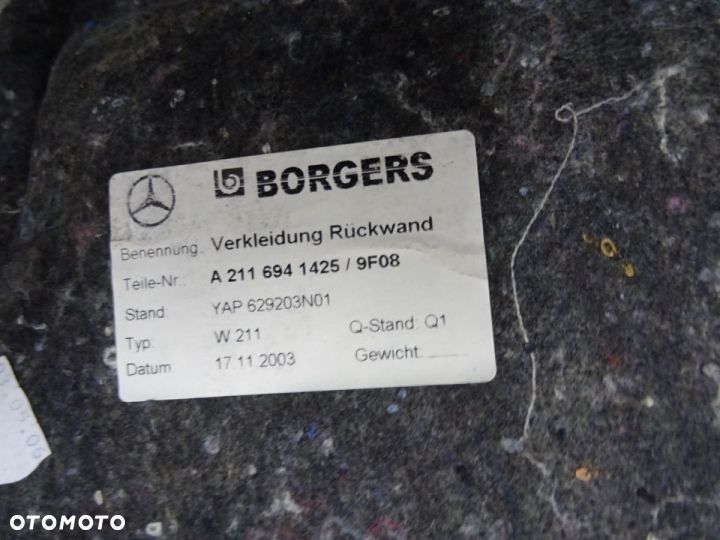 BORGERS
Benennung: Verkleidung Rückwand
Teile-Nr.: A 211 694 1425 / 9F08
Stand: YAP 629203N01
Typ: W 211 Q-Stand: Q1
Datum: 17.11.2003 Gewicht:
OTOMOTO